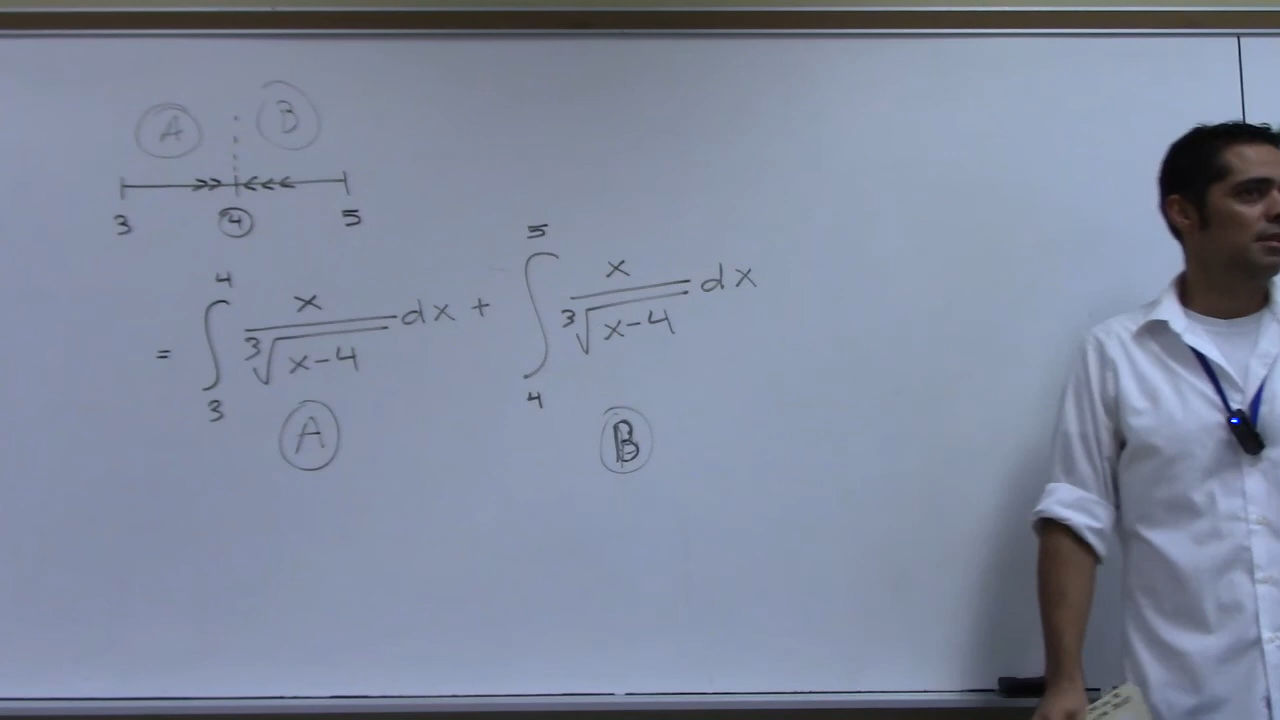 A B
3 4 5
= ∫₃⁴ x/∛(x-4) dx + ∫₄⁵ x/∛(x-4) dx
A B